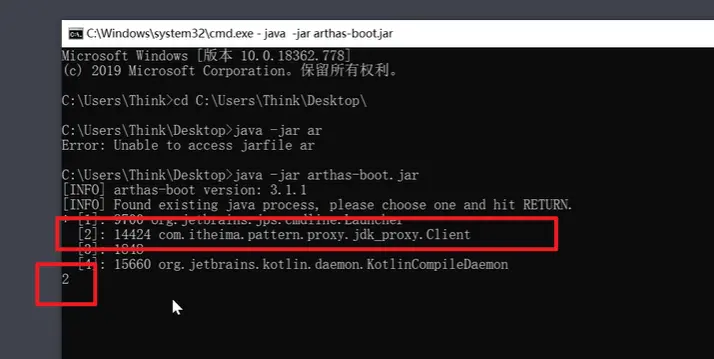 C:\Windows\system32\cmd.exe - java -jar arthas-boot.jar
Microsoft Windows [版本 10.0.18362.778]
(c) 2019 Microsoft Corporation。保留所有权利。
C:\Users\Think>cd C:\Users\Think\Desktop\
C:\Users\Think\Desktop>java -jar ar
Error: Unable to access jarfile ar
C:\Users\Think\Desktop>java -jar arthas-boot.jar
[INFO] arthas-boot version: 3.1.1
[INFO] Found existing java process, please choose one and hit RETURN.
* [1]: 9700 org.jetbrains.jps.cmdline.Launcher
[2]: 14424 com.itheima.pattern.proxy.jdk_proxy.Client
[3]: 1848
[4]: 15660 org.jetbrains.kotlin.daemon.KotlinCompileDaemon
2